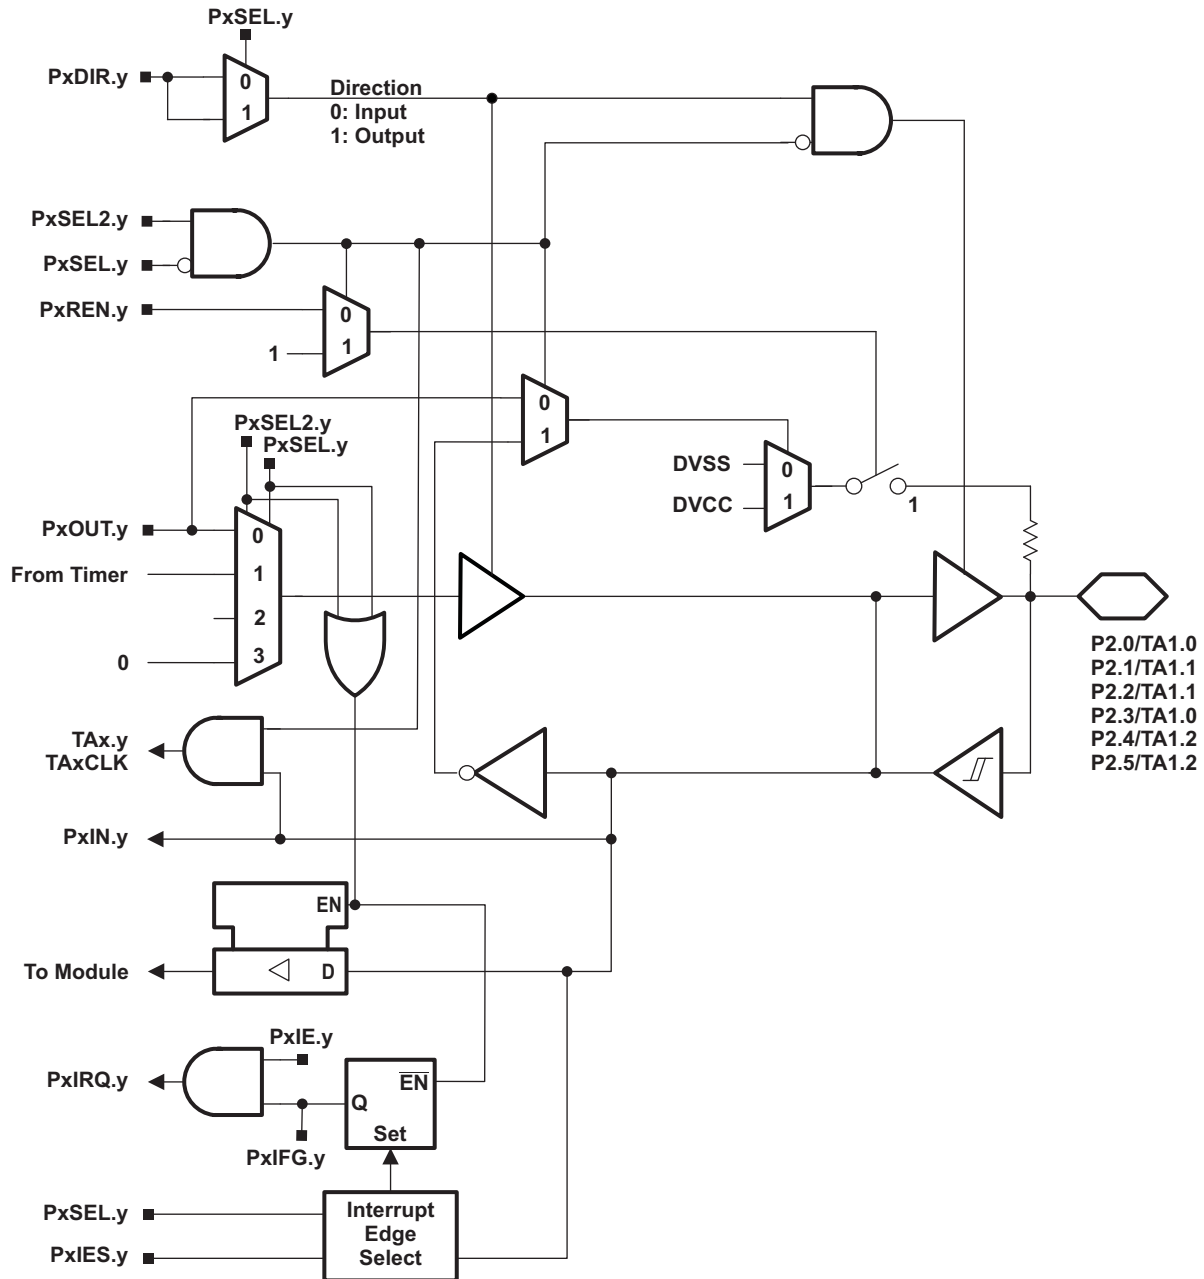 PxSEL.y
PxDIR.y
0
1
Direction
0: Input
1: Output
PxSEL2.y
PxSEL.y
PxREN.y
0
1
1
0
1
PxSEL2.y
PxSEL.y
DVSS
DVCC
0
1
1
PxOUT.y
From Timer
0
0
1
2
3
P2.0/TA1.0
P2.1/TA1.1
P2.2/TA1.1
P2.3/TA1.0
P2.4/TA1.2
P2.5/TA1.2
TAx.y
TAxCLK
PxIN.y
EN
To Module
D
PxIE.y
PxIRQ.y
EN
Q
Set
PxIFG.y
PxSEL.y
PxIES.y
Interrupt
Edge
Select